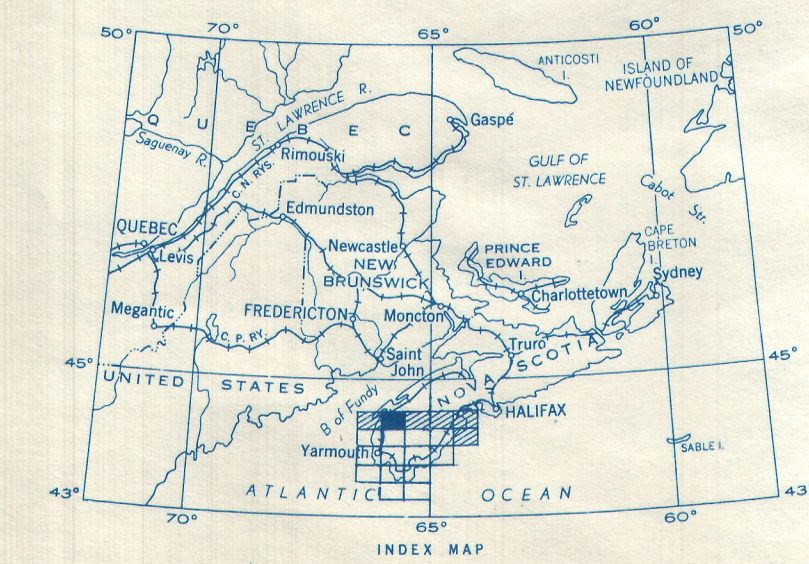 50° 70° 65° 60° 50°
ANTICOSTI
I.
ISLAND OF
NEWFOUNDLAND
QUEBEC
ST. LAWRENCE R.
Saguenay R.
Gaspé
Rimouski
C.N. RYS.
GULF OF
ST. LAWRENCE
Cabot Str.
Edmundston
QUEBEC
Levis
Newcastle
NEW
BRUNSWICK
PRINCE
EDWARD
I.
CAPE
BRETON
I.
Sydney
Charlottetown
Megantic
FREDERICTON
Moncton
C.P. RY.
Truro
Saint
John
NOVA SCOTIA
45° 45°
UNITED STATES
B of Fundy
HALIFAX
Yarmouth
SABLE I.
ATLANTIC OCEAN
43° 43
70° 65° 60°
INDEX MAP